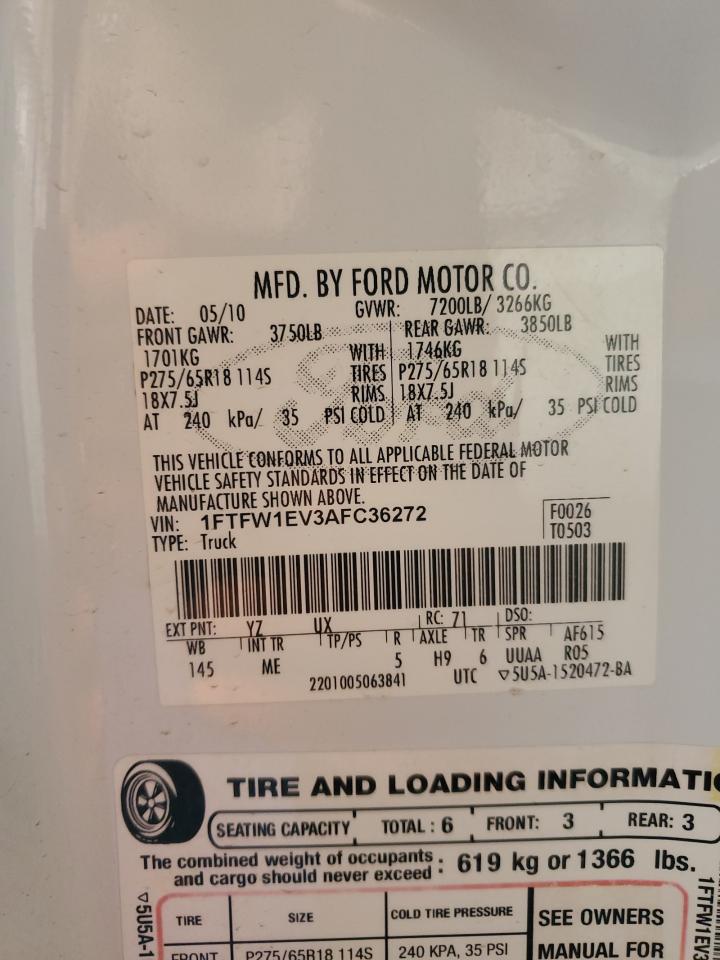 MFD. BY FORD MOTOR CO.
DATE: 05/10 GVWR: 7200LB/ 3266KG
FRONT GAWR: 3750LB REAR GAWR: 3850LB
1701KG WITH 1746KG WITH
P275/65R18 114S TIRES P275/65R18 114S TIRES
18X7.5J RIMS 18X7.5J RIMS
AT 240 kPa/ 35 PSI COLD AT 240 kPa/ 35 PSI COLD
THIS VEHICLE CONFORMS TO ALL APPLICABLE FEDERAL MOTOR
VEHICLE SAFETY STANDARDS IN EFFECT ON THE DATE OF
MANUFACTURE SHOWN ABOVE.
VIN: 1FTFW1EV3AFC36272 F0026
TYPE: Truck T0503
EXT PNT: YZ UX RC: 71 DSO:
WB INT TR TP/PS R AXLE TR SPR AF615
145 ME 5 H9 6 UUAA R05
2201005063841 UTC ▽5U5A-1520472-BA
TIRE AND LOADING INFORMATIO
SEATING CAPACITY TOTAL : 6 FRONT: 3 REAR: 3
The combined weight of occupants
and cargo should never exceed : 619 kg or 1366 lbs.
TIRE SIZE COLD TIRE PRESSURE SEE OWNERS
FRONT P275/65R18 114S 240 KPA, 35 PSI MANUAL FOR
▽5U5A-1
1FTFW1EV3